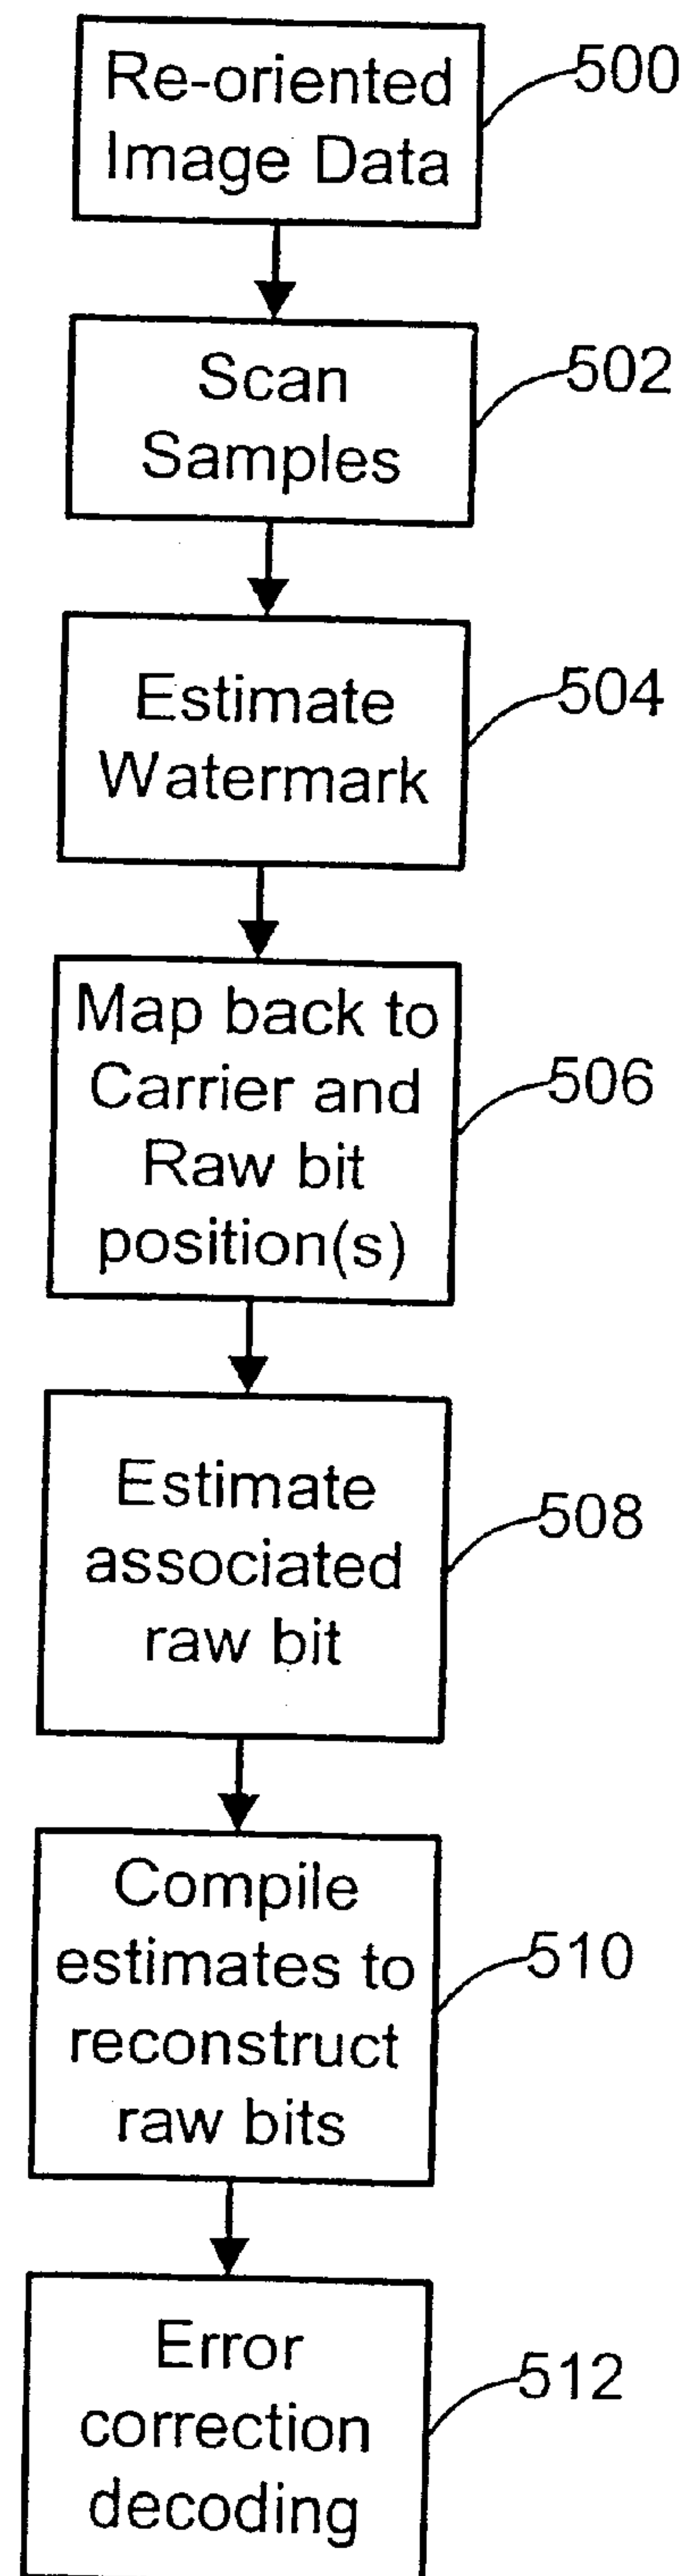 Re-oriented
Image Data
500
Scan
Samples
502
Estimate
Watermark
504
Map back to
Carrier and
Raw bit
position(s)
506
Estimate
associated
raw bit
508
Compile
estimates to
reconstruct
raw bits
510
Error
correction
decoding
512